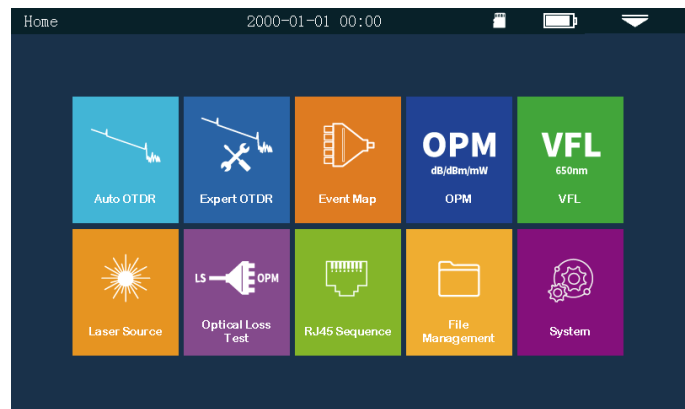 Home 2000-01-01 00:00
OPM
dB/dBm/mW
VFL
650nm
Auto OTDR
Expert OTDR
Event Map
OPM
VFL
LS
OPM
Laser Source
Optical Loss
Test
RJ45 Sequence
File
Management
System